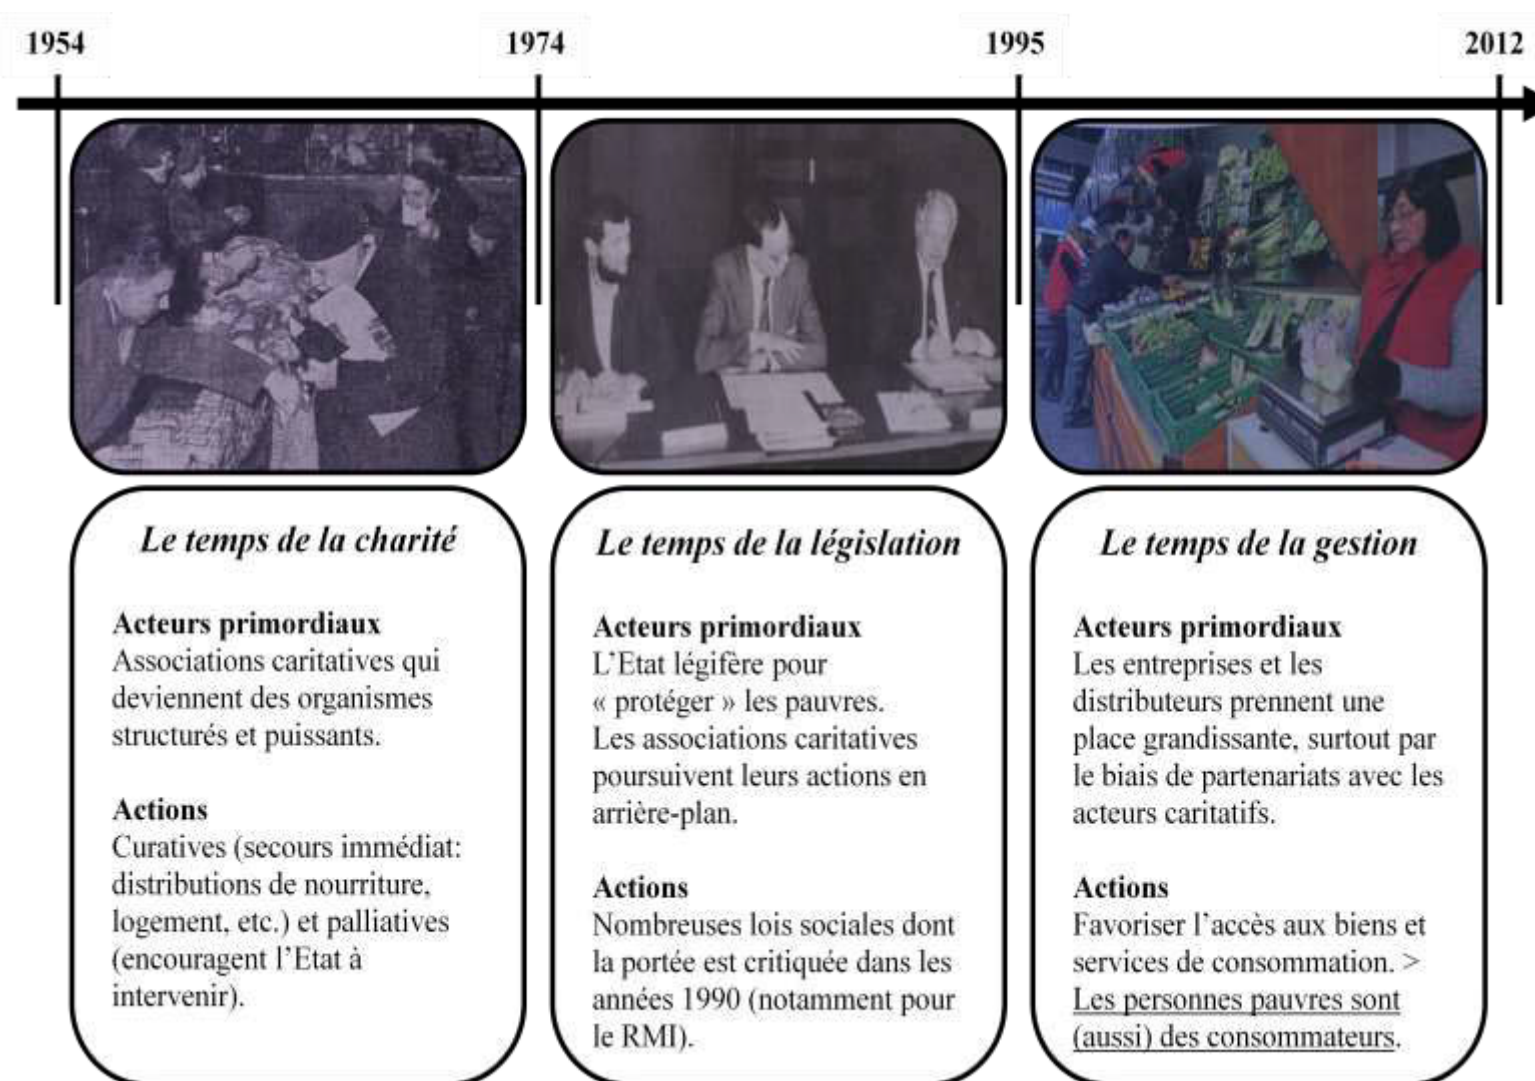 1954
1974
1995
2012
Le temps de la charité
Acteurs primordiaux
Associations caritatives qui
deviennent des organismes
structurés et puissants.
Actions
Curatives (secours immédiat:
distributions de nourriture,
logement, etc.) et palliatives
(encouragent l’Etat à
intervenir).
Le temps de la législation
Acteurs primordiaux
L’Etat légifère pour
« protéger » les pauvres.
Les associations caritatives
poursuivent leurs actions en
arrière-plan.
Actions
Nombreuses lois sociales dont
la portée est critiquée dans les
années 1990 (notamment pour
le RMI).
Le temps de la gestion
Acteurs primordiaux
Les entreprises et les
distributeurs prennent une
place grandissante, surtout par
le biais de partenariats avec les
acteurs caritatifs.
Actions
Favoriser l’accès aux biens et
services de consommation. >
Les personnes pauvres sont
(aussi) des consommateurs.